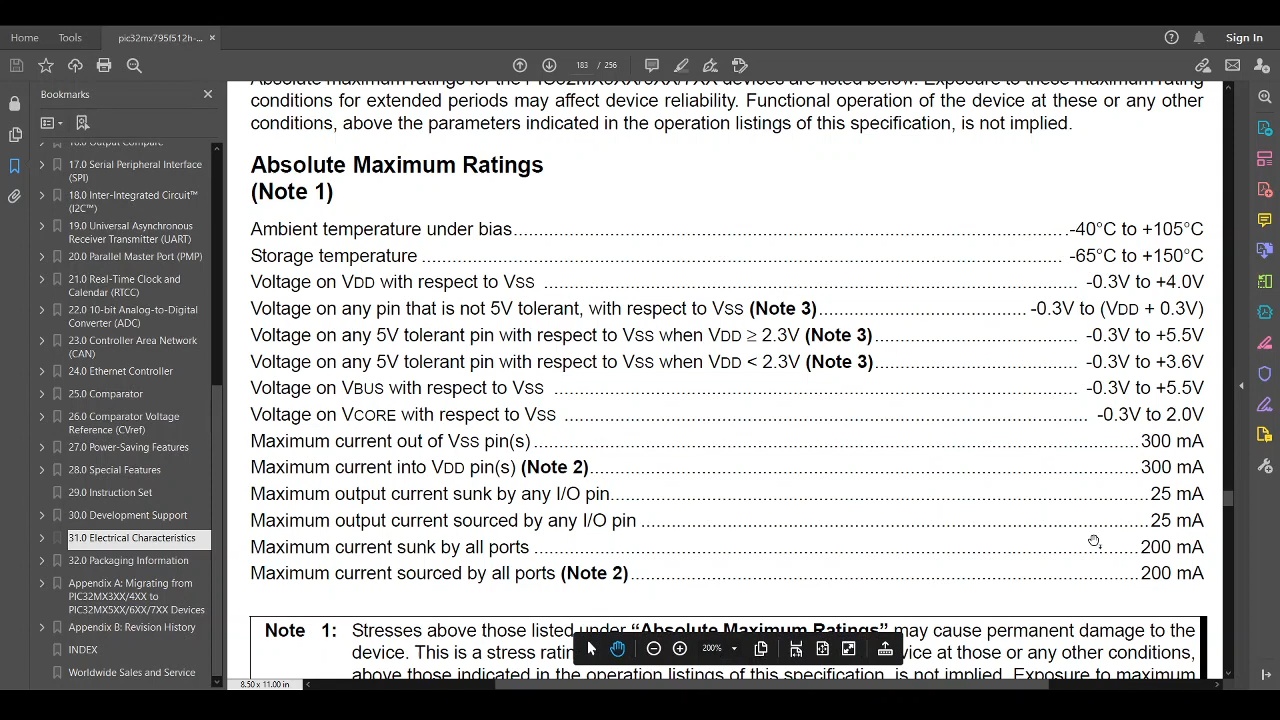 Home
Tools
pic32mx795f512h-...
Sign In
183 / 256
Bookmarks
17.0 Serial Peripheral Interface
(SPI)
18.0 Inter-Integrated Circuit™
(I2C™)
19.0 Universal Asynchronous
Receiver Transmitter (UART)
20.0 Parallel Master Port (PMP)
21.0 Real-Time Clock and
Calendar (RTCC)
22.0 10-bit Analog-to-Digital
Converter (ADC)
23.0 Controller Area Network
(CAN)
24.0 Ethernet Controller
25.0 Comparator
26.0 Comparator Voltage
Reference (CVref)
27.0 Power-Saving Features
28.0 Special Features
29.0 Instruction Set
30.0 Development Support
31.0 Electrical Characteristics
32.0 Packaging Information
Appendix A: Migrating from
PIC32MX3XX/4XX to
PIC32MX5XX/6XX/7XX Devices
Appendix B: Revision History
INDEX
Worldwide Sales and Service
conditions for extended periods may affect device reliability. Functional operation of the device at these or any other
conditions, above the parameters indicated in the operation listings of this specification, is not implied.
Absolute Maximum Ratings
(Note 1)
Ambient temperature under bias -40°C to +105°C
Storage temperature -65°C to +150°C
Voltage on VDD with respect to VSS -0.3V to +4.0V
Voltage on any pin that is not 5V tolerant, with respect to VSS (Note 3) -0.3V to (VDD + 0.3V)
Voltage on any 5V tolerant pin with respect to VSS when VDD ≥ 2.3V (Note 3) -0.3V to +5.5V
Voltage on any 5V tolerant pin with respect to VSS when VDD < 2.3V (Note 3) -0.3V to +3.6V
Voltage on VBUS with respect to VSS -0.3V to +5.5V
Voltage on VCORE with respect to VSS -0.3V to 2.0V
Maximum current out of VSS pin(s) 300 mA
Maximum current into VDD pin(s) (Note 2) 300 mA
Maximum output current sunk by any I/O pin 25 mA
Maximum output current sourced by any I/O pin 25 mA
Maximum current sunk by all ports 200 mA
Maximum current sourced by all ports (Note 2) 200 mA
Note 1: Stresses above those listed under "Absolute Maximum Ratings" may cause permanent damage to the
device. This is a stress at those or any other conditions,
above those indicated in the operation listings of this specification, is not implied. Exposure to maximum
200%
8.50 x 11.00 in